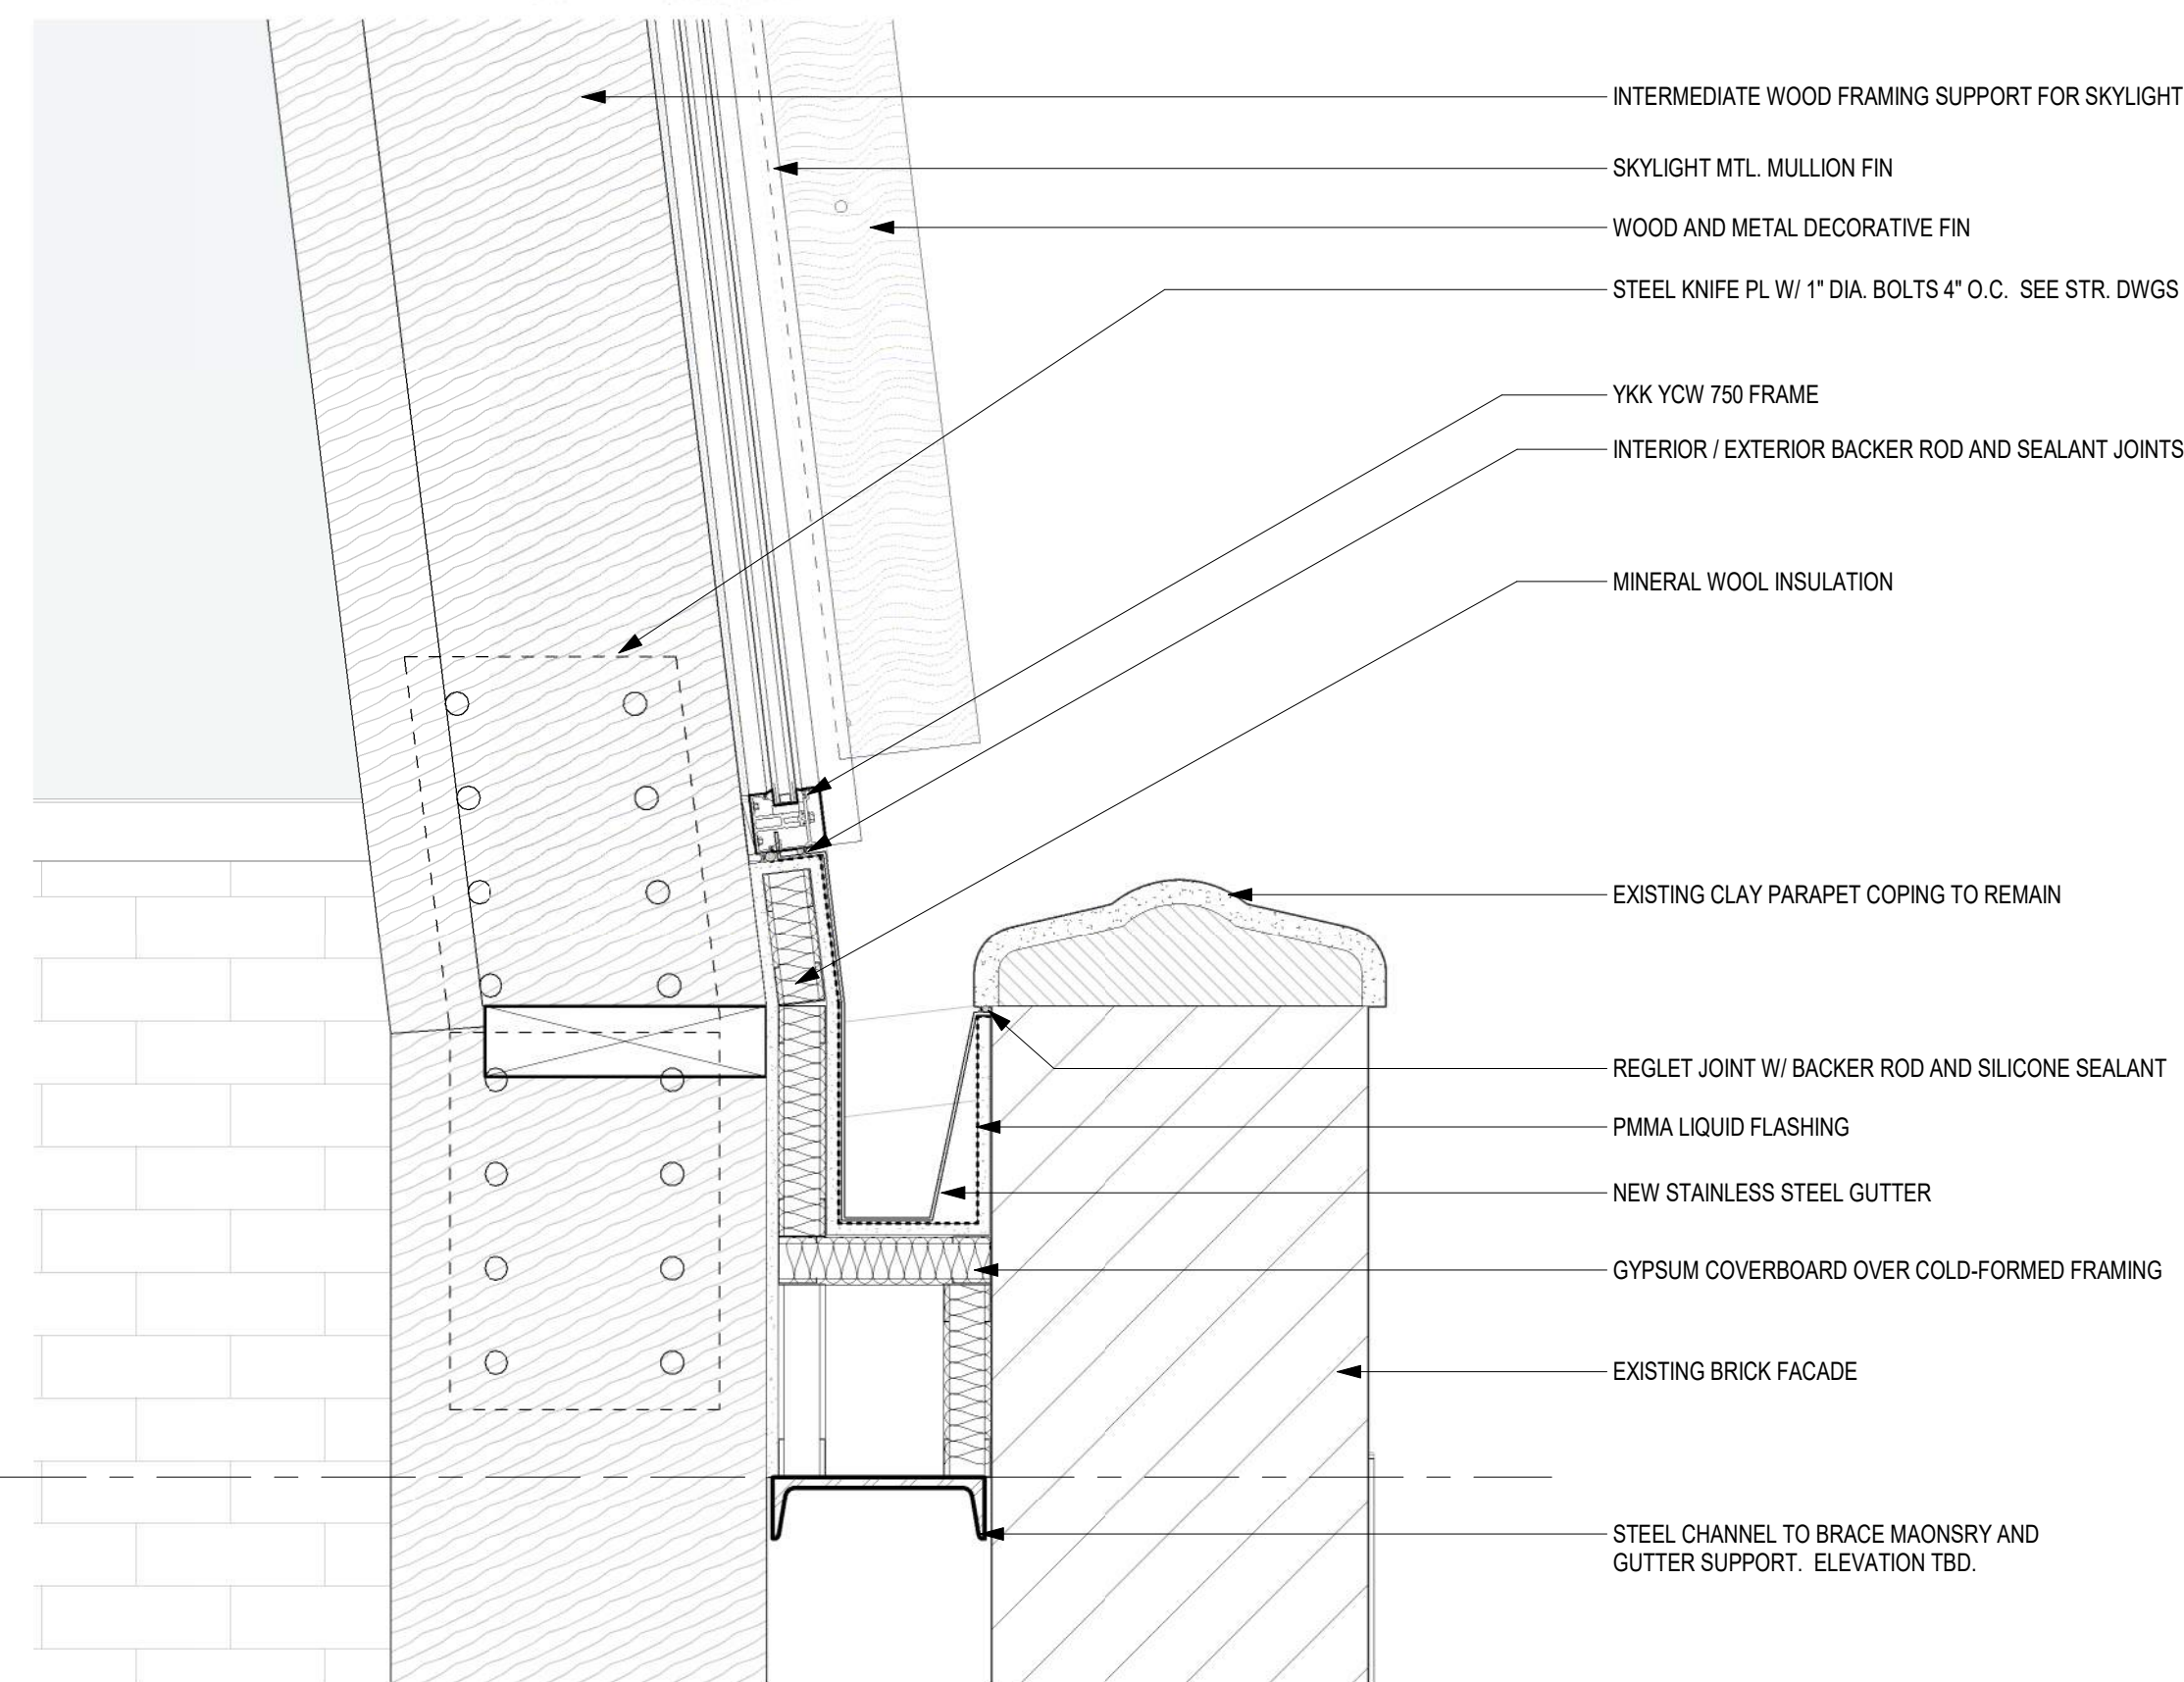 INTERMEDIATE WOOD FRAMING SUPPORT FOR SKYLIGHT
SKYLIGHT MTL. MULLION FIN
WOOD AND METAL DECORATIVE FIN
STEEL KNIFE PL W/ 1" DIA. BOLTS 4" O.C. SEE STR. DWGS
YKK YCW 750 FRAME
INTERIOR / EXTERIOR BACKER ROD AND SEALANT JOINTS
MINERAL WOOL INSULATION
EXISTING CLAY PARAPET COPING TO REMAIN
REGLET JOINT W/ BACKER ROD AND SILICONE SEALANT
PMMA LIQUID FLASHING
NEW STAINLESS STEEL GUTTER
GYPSUM COVERBOARD OVER COLD-FORMED FRAMING
EXISTING BRICK FACADE
STEEL CHANNEL TO BRACE MAONSRY AND
GUTTER SUPPORT. ELEVATION TBD.